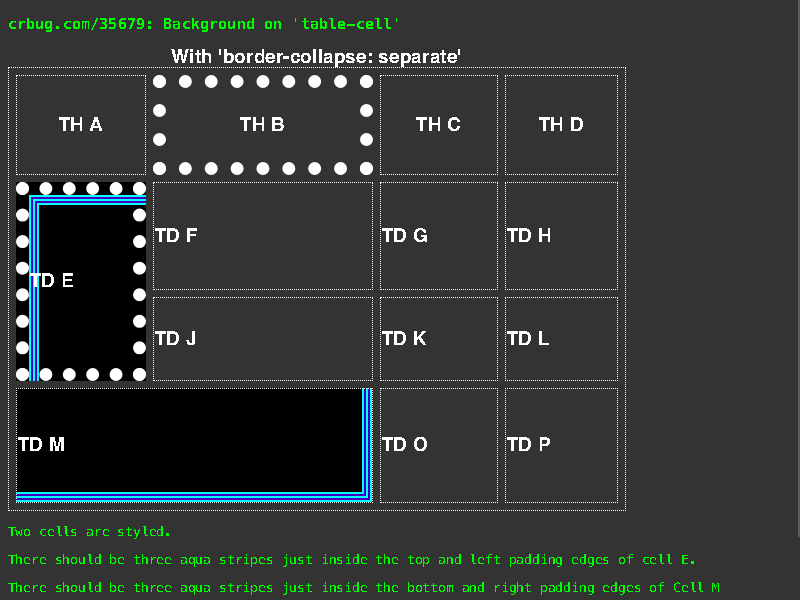 crbug.com/35679: Background on 'table-cell'
With 'border-collapse: separate'
TH A TH B TH C TH D
TD E
TD F TD G TD H
TD J TD K TD L
TD M TD O TD P
Two cells are styled.
There should be three aqua stripes just inside the top and left padding edges of cell E.
There should be three aqua stripes just inside the bottom and right padding edges of Cell M